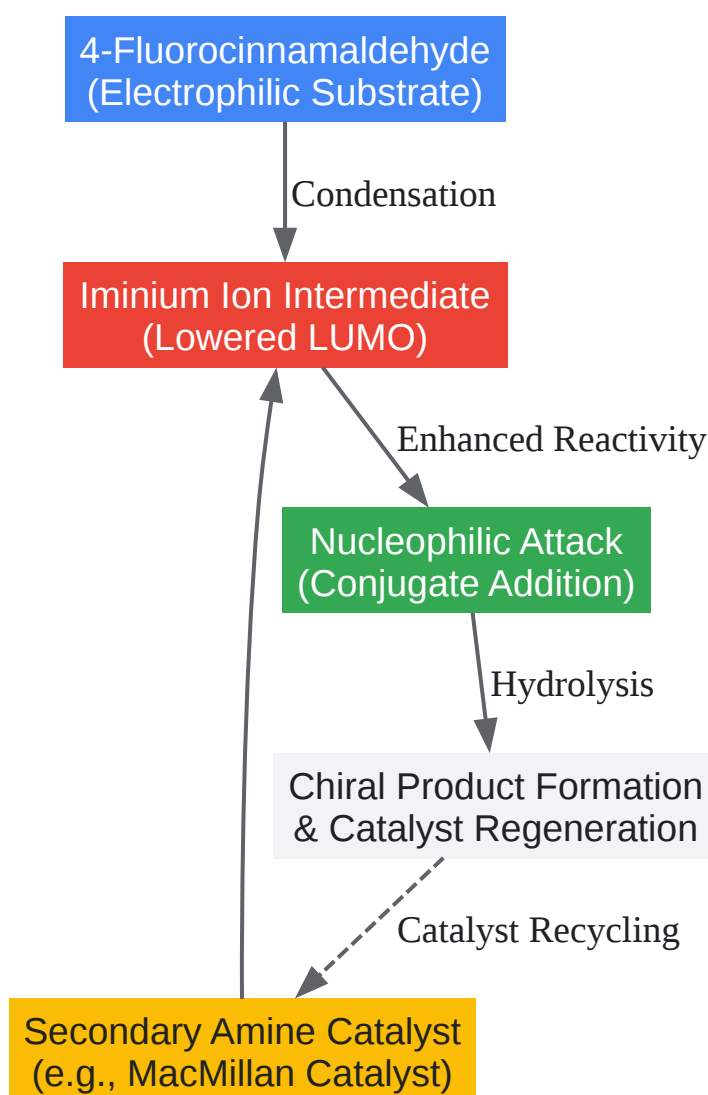 4-Fluorocinnamaldehyde
(Electrophilic Substrate)
Condensation
Iminium Ion Intermediate
(Lowered LUMO)
Enhanced Reactivity
Nucleophilic Attack
(Conjugate Addition)
Hydrolysis
Chiral Product Formation
& Catalyst Regeneration
Catalyst Recycling
Secondary Amine Catalyst
(e.g., MacMillan Catalyst)